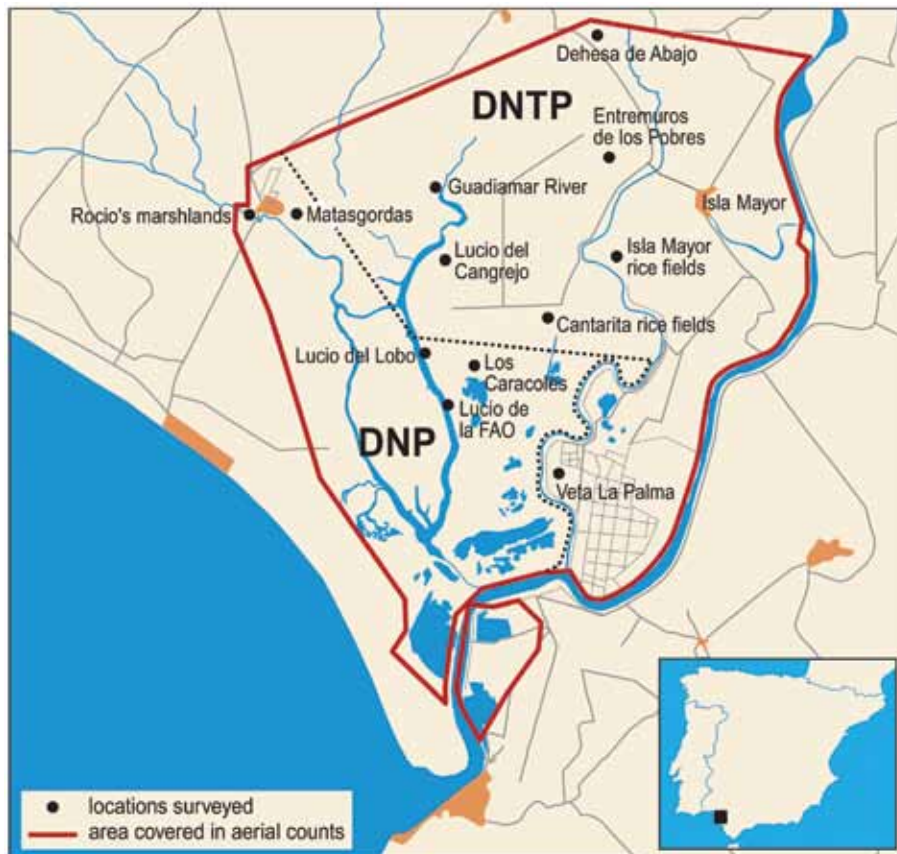 Dehesa de Abajo
DNTP
Entremuros
de los Pobres
Guadiamar River
Isla Mayor
Rocio's marshlands
Matasgordas
Lucio del
Cangrejo
Isla Mayor
rice fields
Cantarita rice fields
Lucio del Lobo
Los
Caracoles
Lucio de
la FAO
DNP
Veta La Palma
locations surveyed
area covered in aerial counts